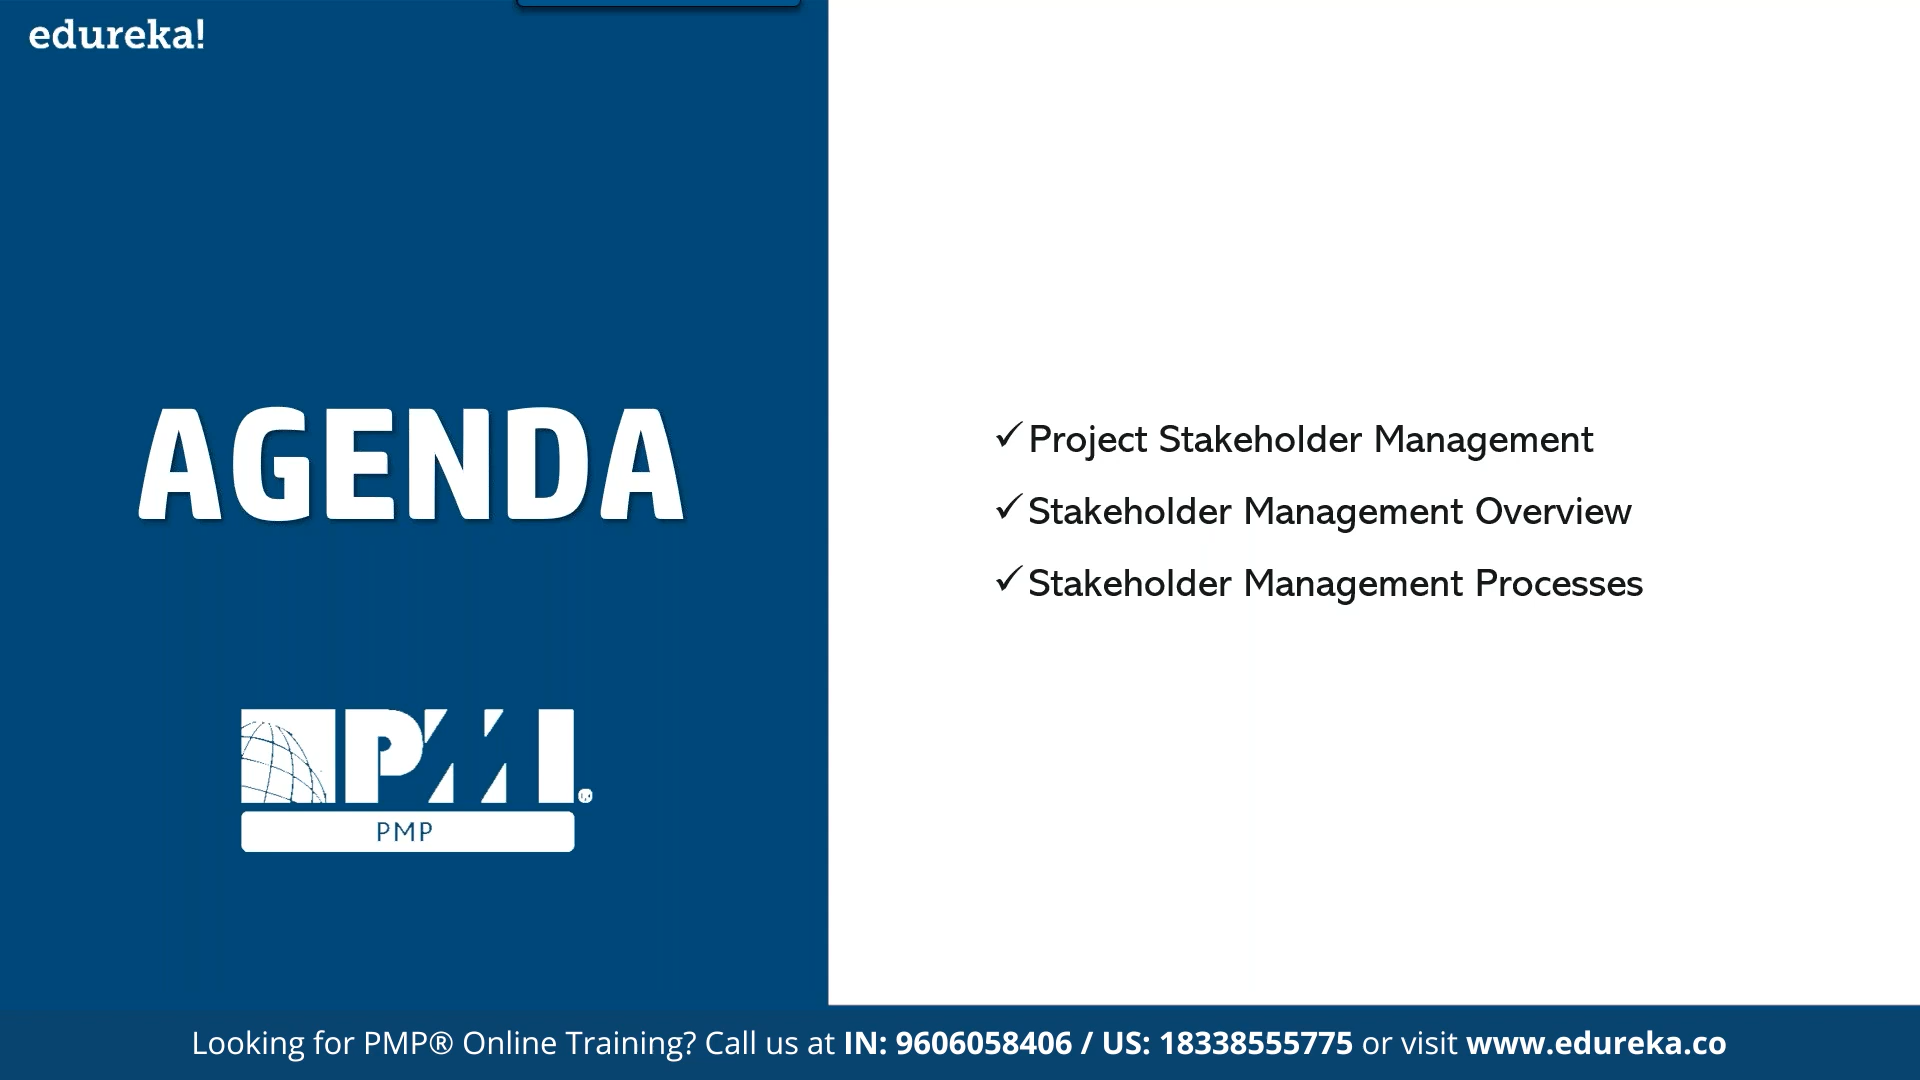 edureka!
AGENDA
✓Project Stakeholder Management
✓Stakeholder Management Overview
✓Stakeholder Management Processes
PMI®
PMP
Looking for PMP® Online Training? Call us at IN: 9606058406 / US: 18338555775 or visit www.edureka.co